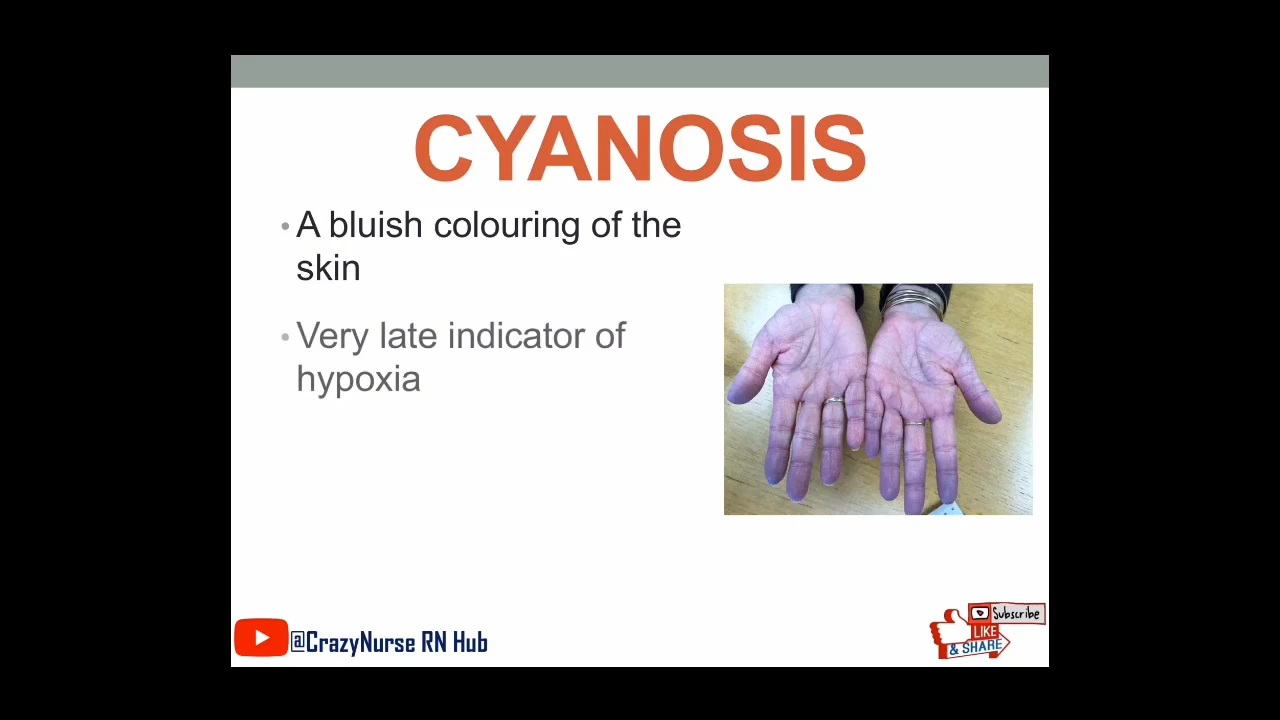 CYANOSIS
• A bluish colouring of the
skin
• Very late indicator of
hypoxia
@CrazyNurse RN Hub
Subscribe
LIKE
& SHARE